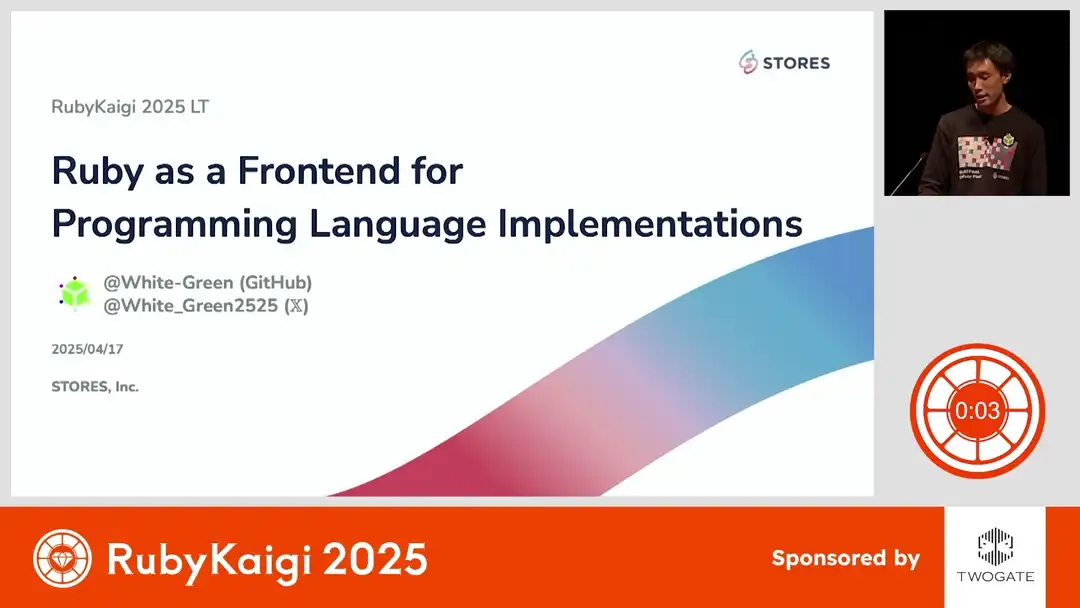 STORES
RubyKaigi 2025 LT
Ruby as a Frontend for
Programming Language Implementations
@White-Green (GitHub)
@White_Green2525 (𝕏)
2025/04/17
STORES, Inc.
0:03
RubyKaigi 2025
Sponsored by
TWOGATE